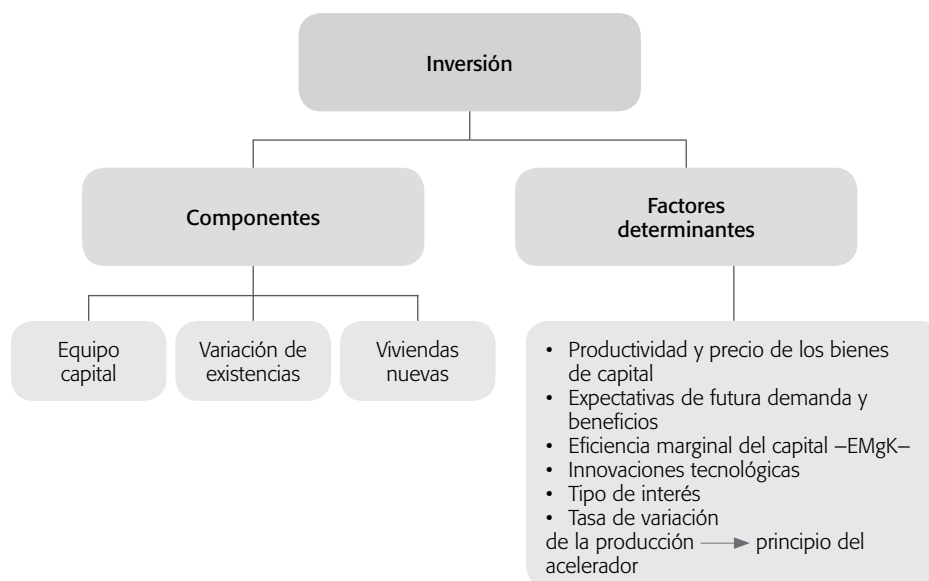 Inversión
Componentes
Factores
determinantes
Equipo
capital
Variación de
existencias
Viviendas
nuevas
• Productividad y precio de los bienes
de capital
• Expectativas de futura demanda y
beneficios
• Eficiencia marginal del capital –EMgK–
• Innovaciones tecnológicas
• Tipo de interés
• Tasa de variación
de la producción → principio del
acelerador